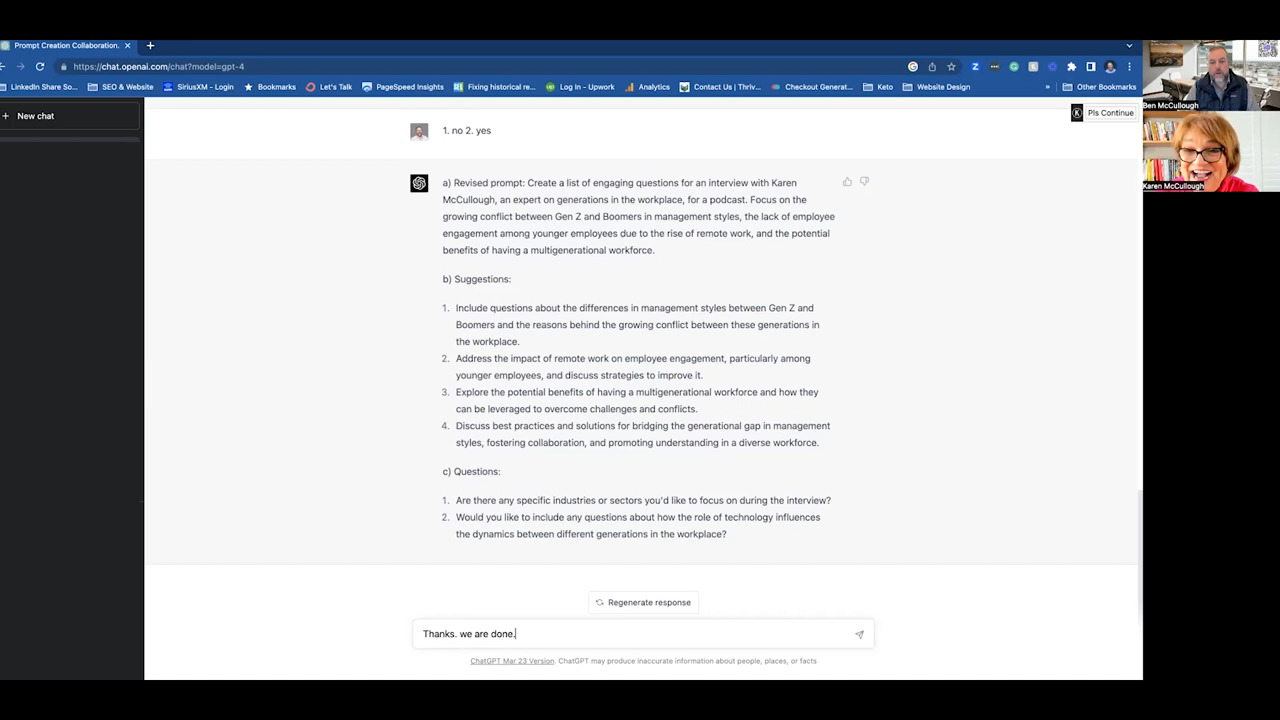 Prompt Creation Collaboration.
https://chat.openai.com/chat?model=gpt-4
LinkedIn Share So... SEO & Website SiriusXM - Login Bookmarks Let's Talk PageSpeed Insights Fixing historical re... Log In - Upwork Analytics Contact Us | Thriv... Checkout Generat... Keto Website Design » Other Bookmarks
Ben McCullough
+ New chat
Pls Continue
1. no 2. yes
Karen McCullough
a) Revised prompt: Create a list of engaging questions for an interview with Karen
McCullough, an expert on generations in the workplace, for a podcast. Focus on the
growing conflict between Gen Z and Boomers in management styles, the lack of employee
engagement among younger employees due to the rise of remote work, and the potential
benefits of having a multigenerational workforce.
b) Suggestions:
1. Include questions about the differences in management styles between Gen Z and
Boomers and the reasons behind the growing conflict between these generations in
the workplace.
2. Address the impact of remote work on employee engagement, particularly among
younger employees, and discuss strategies to improve it.
3. Explore the potential benefits of having a multigenerational workforce and how they
can be leveraged to overcome challenges and conflicts.
4. Discuss best practices and solutions for bridging the generational gap in management
styles, fostering collaboration, and promoting understanding in a diverse workforce.
c) Questions:
1. Are there any specific industries or sectors you'd like to focus on during the interview?
2. Would you like to include any questions about how the role of technology influences
the dynamics between different generations in the workplace?
Regenerate response
Thanks. we are done.
ChatGPT Mar 23 Version. ChatGPT may produce inaccurate information about people, places, or facts